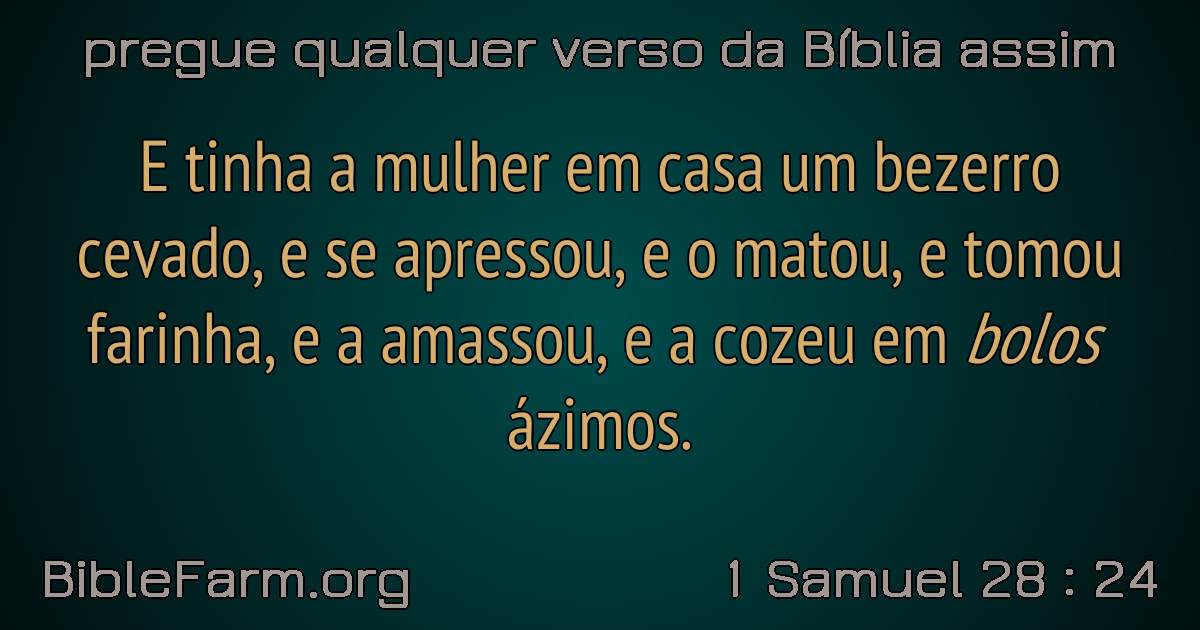 pregue qualquer verso da Bíblia assim
E tinha a mulher em casa um bezerro
cevado, e se apressou, e o matou, e tomou
farinha, e a amassou, e a cozeu em bolos
ázimos.
BibleFarm.org
1 Samuel 28 : 24